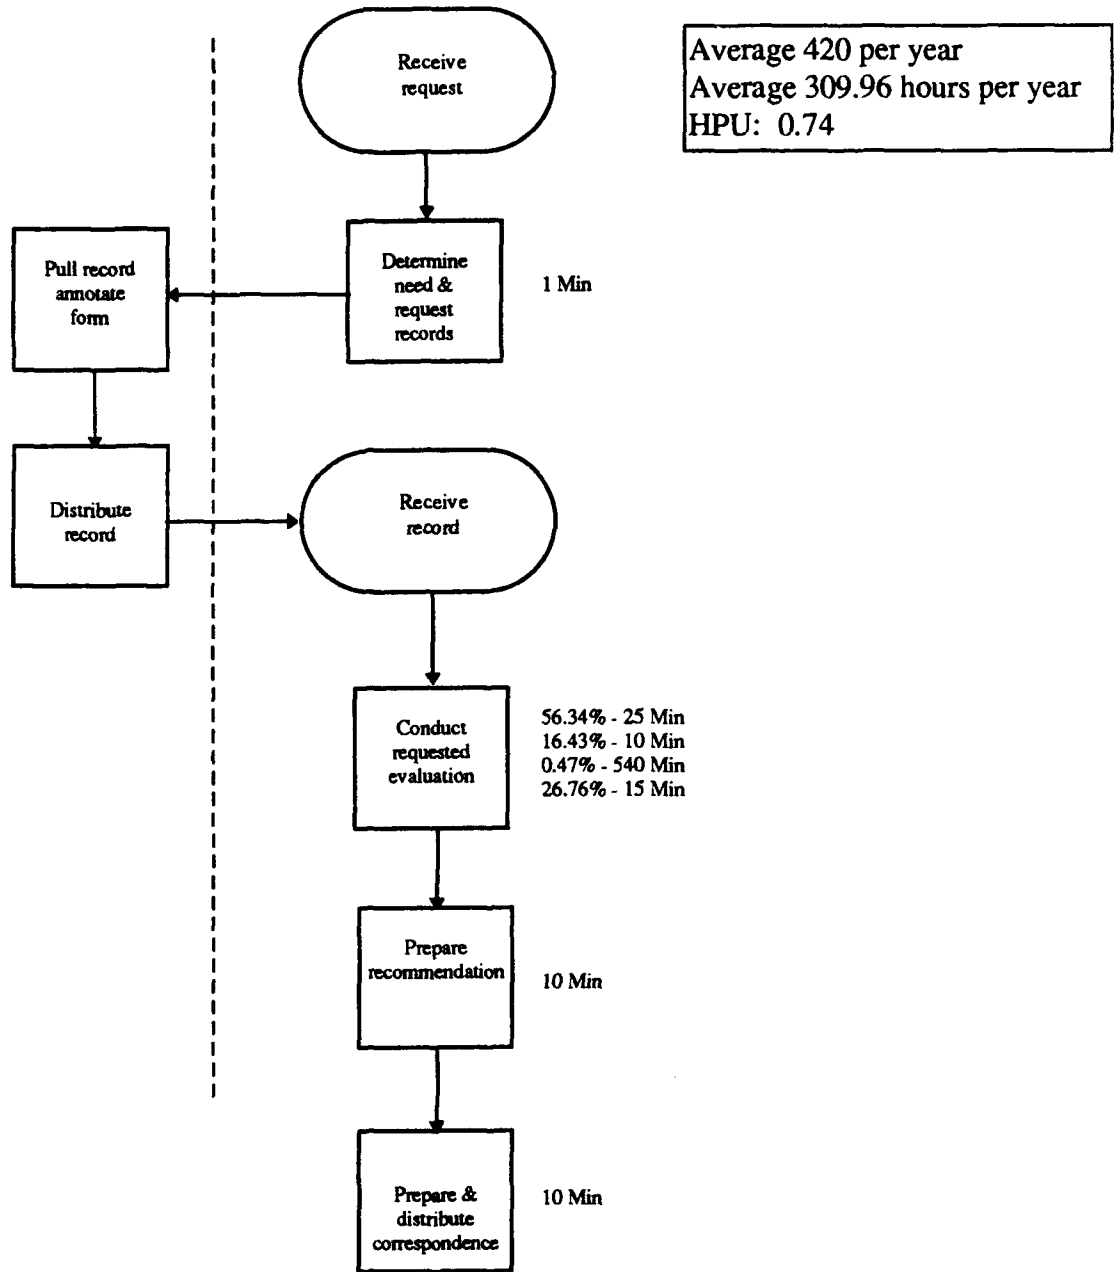 Receive
request
Average 420 per year
Average 309.96 hours per year
HPU: 0.74
Pull record
annotate
form
Determine
need &
request
records
1 Min
Distribute
record
Receive
record
Conduct
requested
evaluation
56.34% - 25 Min
16.43% - 10 Min
0.47% - 540 Min
26.76% - 15 Min
Prepare
recommendation
10 Min
Prepare &
distribute
correspondence
10 Min